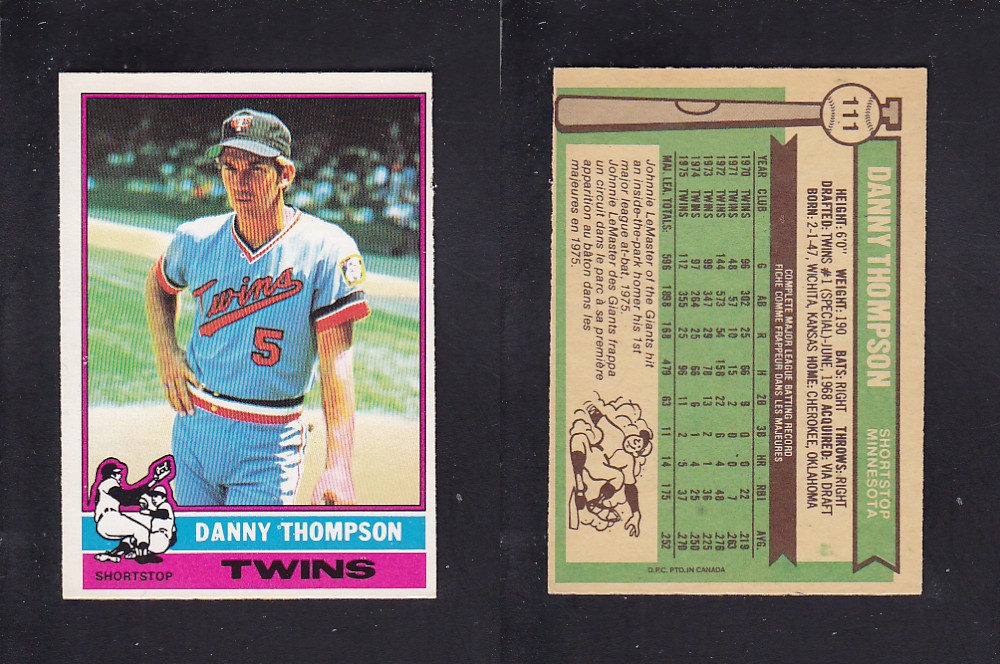 Twins
5
DANNY THOMPSON
SHORTSTOP
TWINS
111
DANNY THOMPSON
SHORTSTOP
MINNESOTA
HEIGHT: 6'0" WEIGHT: 190 BATS: RIGHT THROWS: RIGHT
DRAFTED: TWINS #1 (SPECIAL)-JUNE, 1968 ACQUIRED: VIA DRAFT
BORN: 2-1-47, WICHITA, KANSAS HOME: CHEROKEE, OKLAHOMA
COMPLETE MAJOR LEAGUE BATTING RECORD
FICHE COMME FRAPPEUR DANS LES MAJEURES
YEAR CLUB G AB R H 2B 3B HR RBI AVG.
1970 TWINS 96 302 25 66 9 0 0 22 .219
1971 TWINS 48 57 10 15 2 0 0 7 .263
1972 TWINS 144 573 54 158 22 6 4 48 .276
1973 TWINS 99 347 29 78 13 2 1 36 .225
1974 TWINS 97 264 25 66 6 1 4 25 .250
1975 TWINS 112 355 25 96 11 2 5 37 .270
MAJ. LEA. TOTALS: 596 1898 168 479 63 11 14 175 .252
Johnnie LeMaster of the Giants hit
an inside-the-park homer his 1st
major league at-bat, 1975.
Johnnie LeMaster des Giants frappa
un circuit dans le parc à sa première
apparition au bâton dans les
majeures en 1975.
O.P.C. PTD. IN CANADA